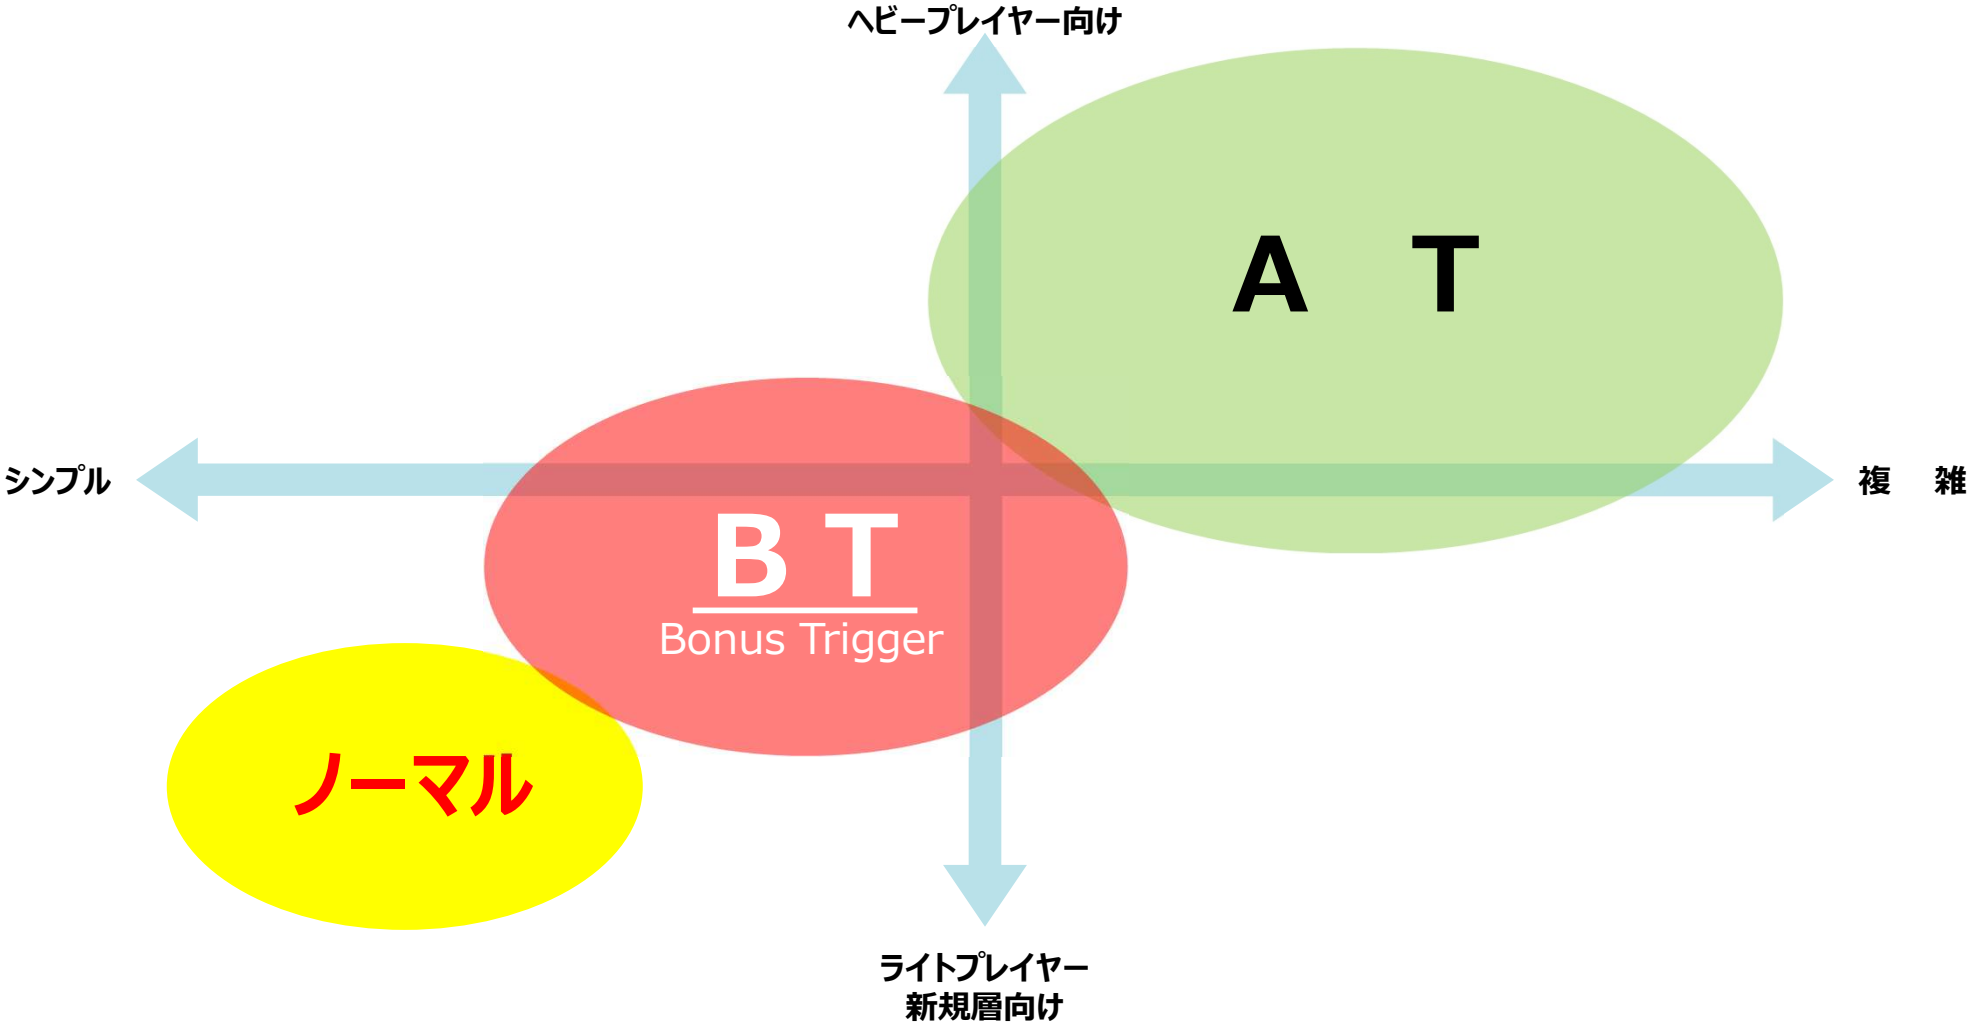 ヘビープレイヤー向け
A T
シンプル
複 雑
BT
Bonus Trigger
ノーマル
ライトプレイヤー
新規層向け